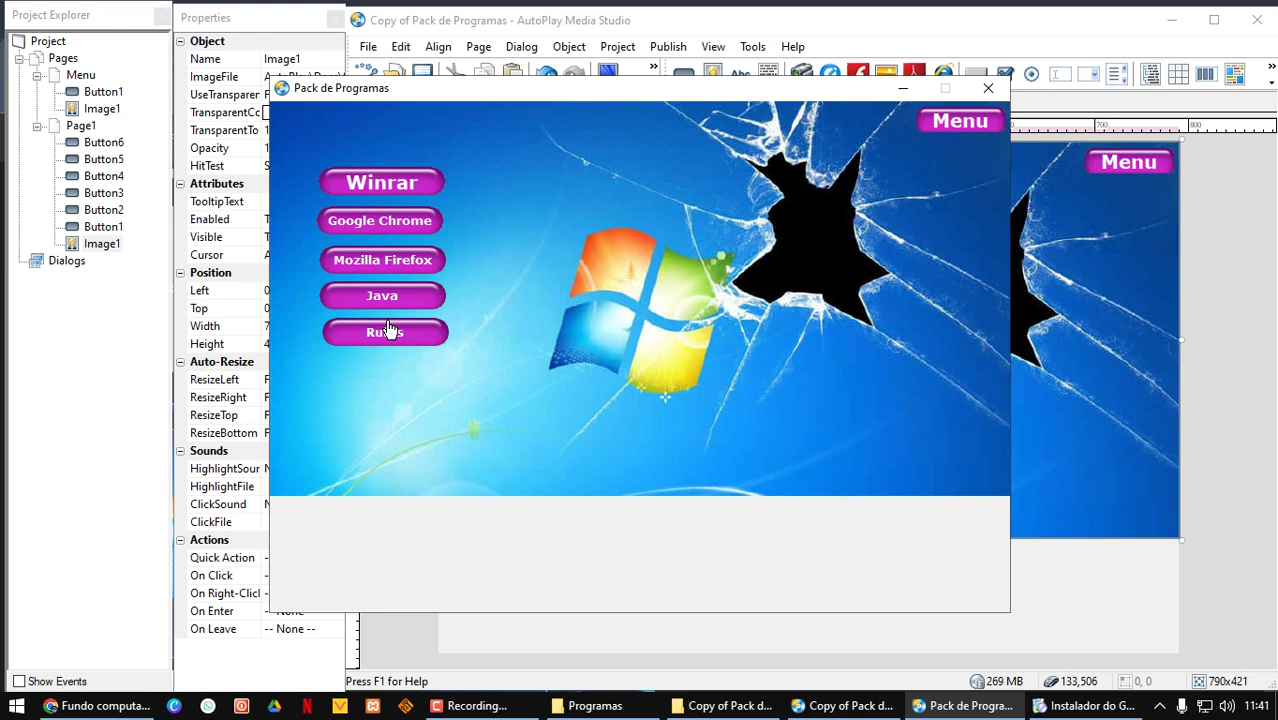 Project Explorer
Project
Pages
Menu
Button1
Image1
Page1
Button6
Button5
Button4
Button3
Button2
Button1
Image1
Dialogs
Show Events
Properties
Object
Name
Image1
ImageFile
UseTransparer
TransparentCc
TransparentTo
Opacity
HitTest
Attributes
TooltipText
Enabled
Visible
Cursor
Position
Left
Top
Width
Height
Auto-Resize
ResizeLeft
ResizeRight
ResizeTop
ResizeBottom
Sounds
HighlightSour
HighlightFile
ClickSound
ClickFile
Actions
Quick Action
On Click
On Right-Clicl
On Enter
On Leave
-- None --
Copy of Pack de Programas - AutoPlay Media Studio
File Edit Align Page Dialog Object Project Publish View Tools Help
700
800
Menu
Pack de Programas
Menu
Winrar
Google Chrome
Mozilla Firefox
Java
Press F1 for Help
269 MB
133,506
0, 0
790x421
Fundo computa...
Recording...
Programas
Copy of Pack d...
Copy of Pack d...
Pack de Progra...
Instalador do G...
11:41